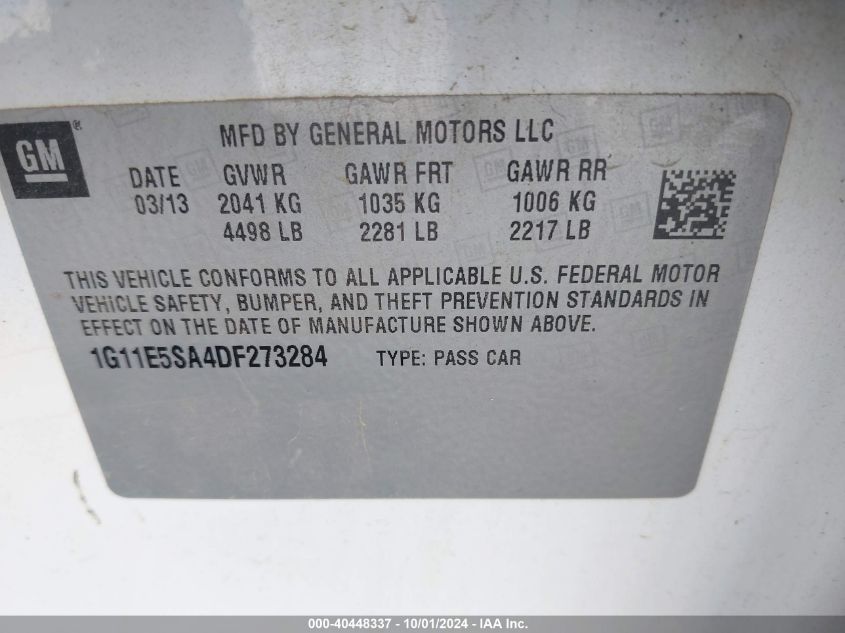 GM®
MFD BY GENERAL MOTORS LLC
DATE GVWR GAWR FRT GAWR RR
03/13 2041 KG 1035 KG 1006 KG
4498 LB 2281 LB 2217 LB
THIS VEHICLE CONFORMS TO ALL APPLICABLE U.S. FEDERAL MOTOR
VEHICLE SAFETY, BUMPER, AND THEFT PREVENTION STANDARDS IN
EFFECT ON THE DATE OF MANUFACTURE SHOWN ABOVE.
1G11E5SA4DF273284 TYPE: PASS CAR
000-40448337 - 10/01/2024 - IAA Inc.